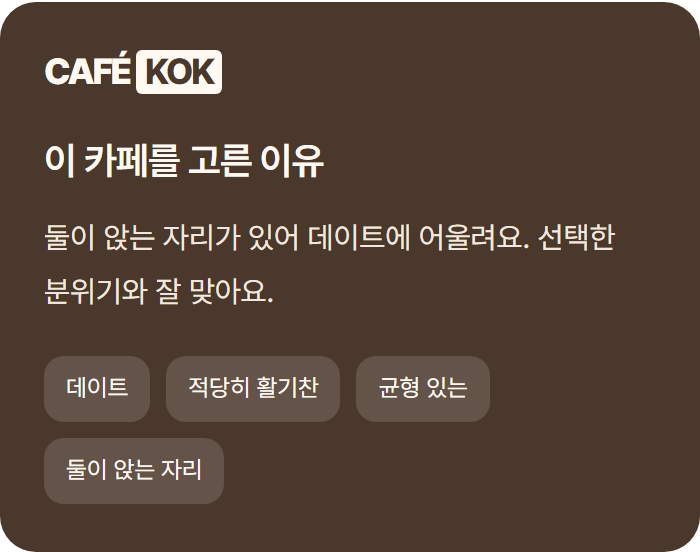 CAFÉ KOK
이 카페를 고른 이유
둘이 앉는 자리가 있어 데이트에 어울려요. 선택한
분위기와 잘 맞아요.
데이트 적당히 활기찬 균형 있는
둘이 앉는 자리